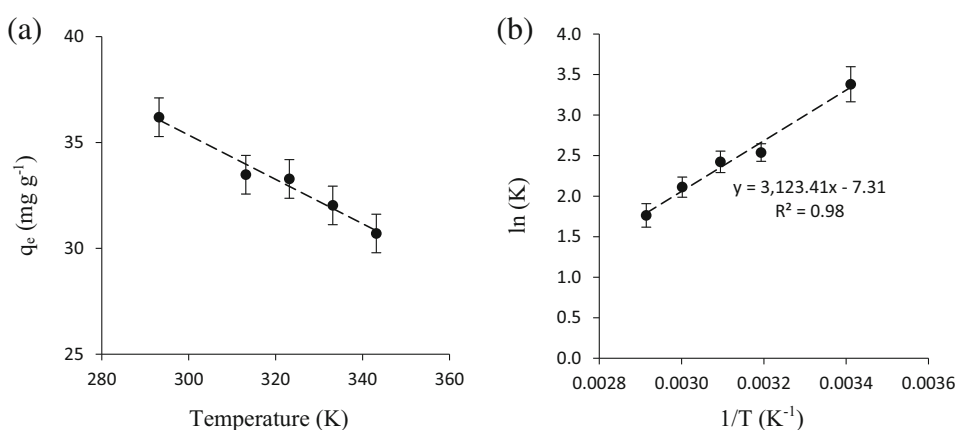 (a)
40
35
30
25
280
300
320
340
360
qe (mg g-1)
Temperature (K)
(b)
4.0
3.5
3.0
2.5
2.0
1.5
1.0
0.5
0.0
0.0028
0.0030
0.0032
0.0034
0.0036
ln (K)
1/T (K-1)
y = 3,123.41x - 7.31
R² = 0.98